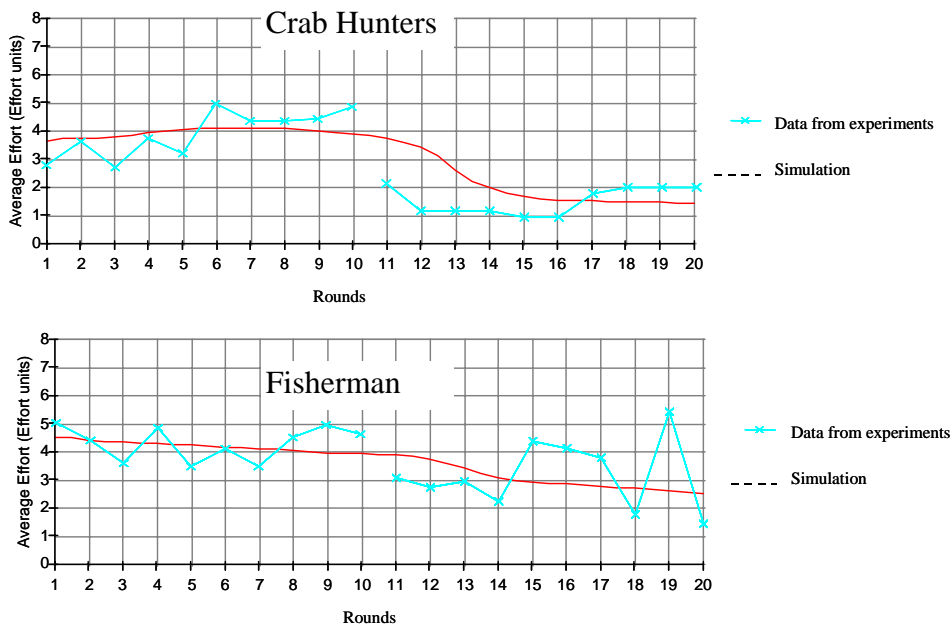 Crab Hunters
Average Effort (Effort units)
8
7
6
5
4
3
2
1
0
1 2 3 4 5 6 7 8 9 10 11 12 13 14 15 16 17 18 19 20
Rounds
Data from experiments
Simulation
Fisherman
Average Effort (Effort units)
8
7
6
5
4
3
2
1
0
1 2 3 4 5 6 7 8 9 10 11 12 13 14 15 16 17 18 19 20
Rounds
Data from experiments
Simulation